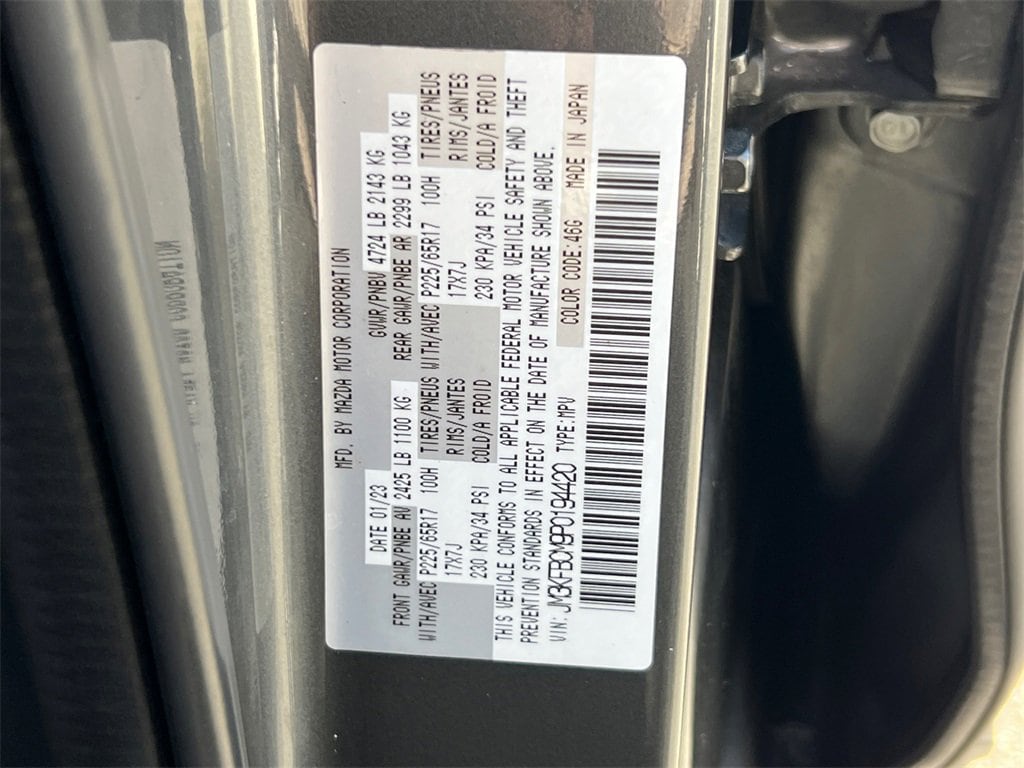 MFD. BY MAZDA MOTOR CORPORATION
DATE 01/23 GVWR/PNBV 4724 LB 2143 KG
FRONT GAWR/PNBE AV 2425 LB 1100 KG REAR GAWR/PNBE AR 2299 LB 1043 KG
WITH/AVEC P225/65R17 100H TIRES/PNEUS WITH/AVEC P225/65R17 100H TIRES/PNEUS
17X7J RIMS/JANTES 17X7J RIMS/JANTES
230 KPA/34 PSI COLD/A FROID 230 KPA/34 PSI COLD/A FROID
THIS VEHICLE CONFORMS TO ALL APPLICABLE FEDERAL MOTOR VEHICLE SAFETY AND THEFT
PREVENTION STANDARDS IN EFFECT ON THE DATE OF MANUFACTURE SHOWN ABOVE.
VIN: JM3KFBCM9P0194420 TYPE:MPV COLOR CODE:46G MADE IN JAPAN